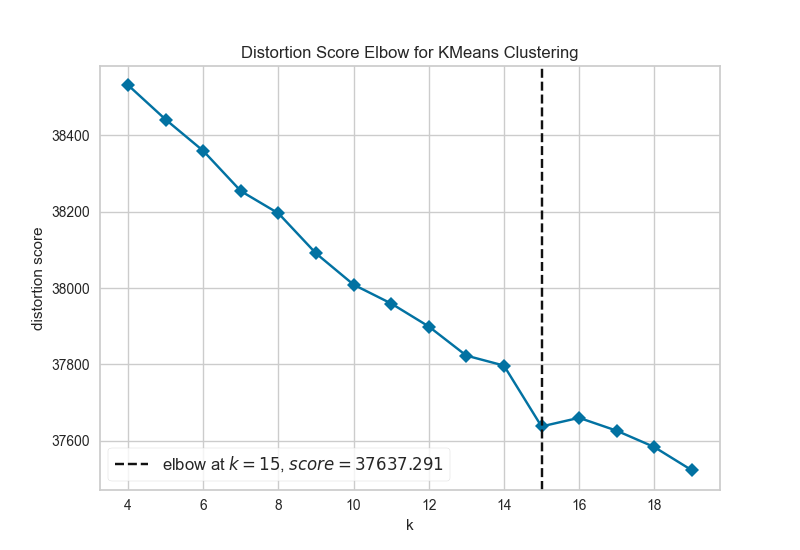 Distortion Score Elbow for KMeans Clustering
distortion score
38400
38200
38000
37800
37600
elbow at k = 15, score = 37637.291
4 6 8 10 12 14 16 18
k